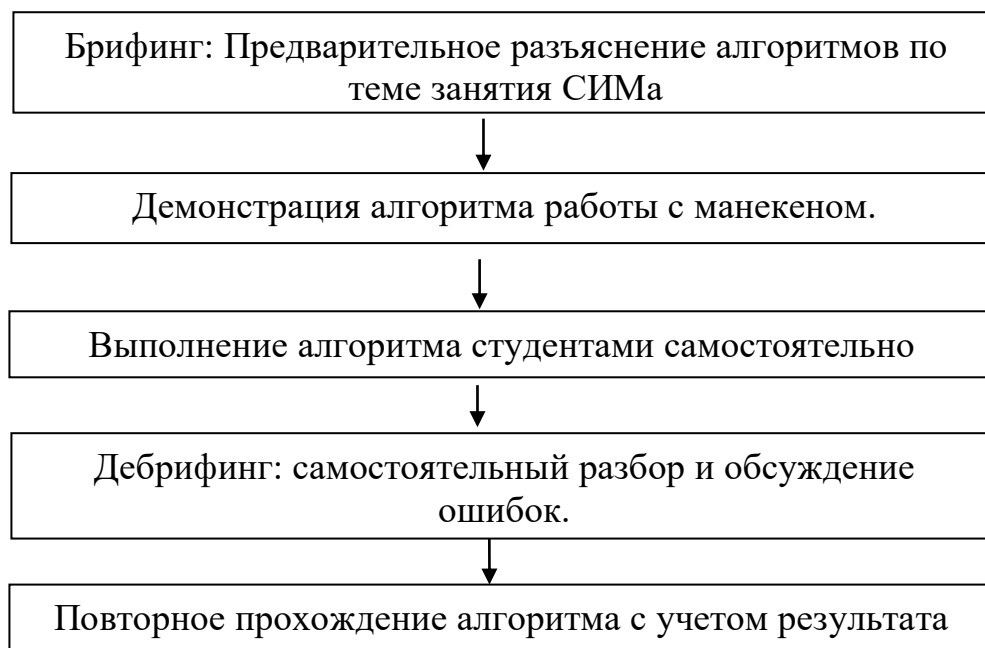 Брифинг: Предварительное разъяснение алгоритмов по
теме занятия СИМа
Демонстрация алгоритма работы с манекеном.
Выполнение алгоритма студентами самостоятельно
Дебрифинг: самостоятельный разбор и обсуждение
ошибок.
Повторное прохождение алгоритма с учетом результата